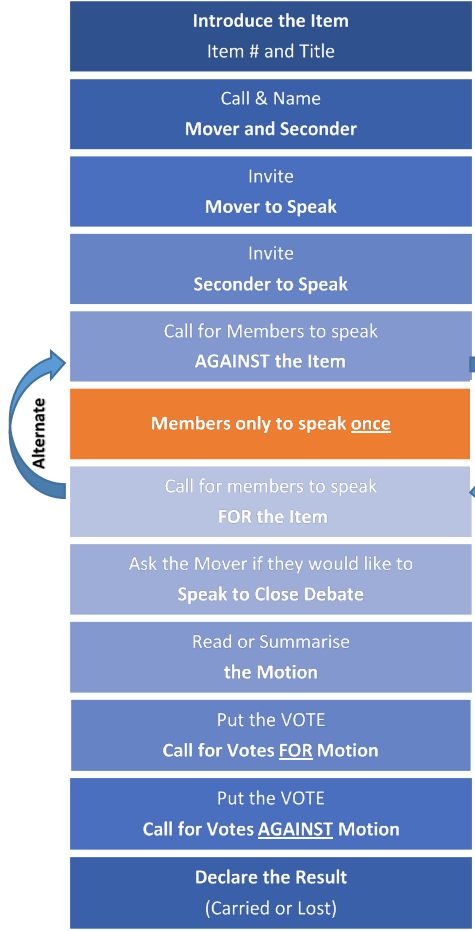 Introduce the Item
Item # and Title
Call & Name
Mover and Seconder
Invite
Mover to Speak
Invite
Seconder to Speak
Call for Members to speak
AGAINST the Item
Alternate
Members only to speak once
Call for members to speak
FOR the Item
Ask the Mover if they would like to
Speak to Close Debate
Read or Summarise
the Motion
Put the VOTE
Call for Votes FOR Motion
Put the VOTE
Call for Votes AGAINST Motion
Declare the Result
(Carried or Lost)